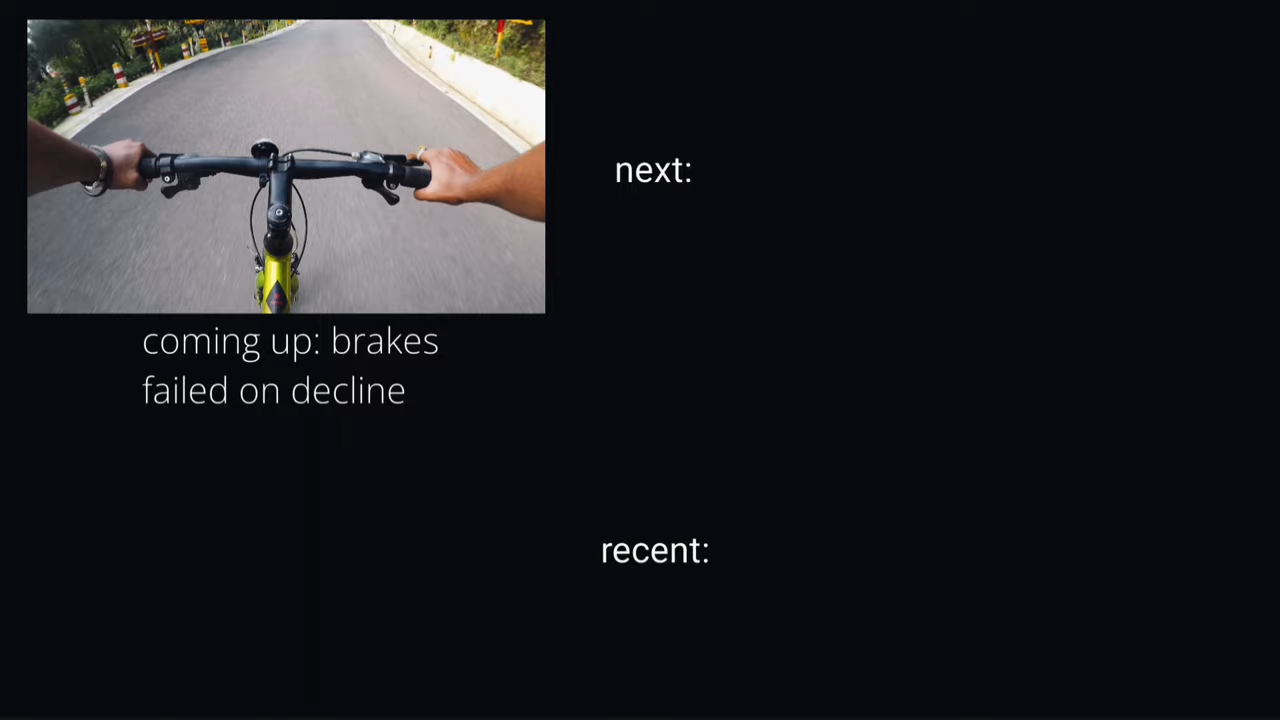 next:
coming up: brakes
failed on decline
recent: